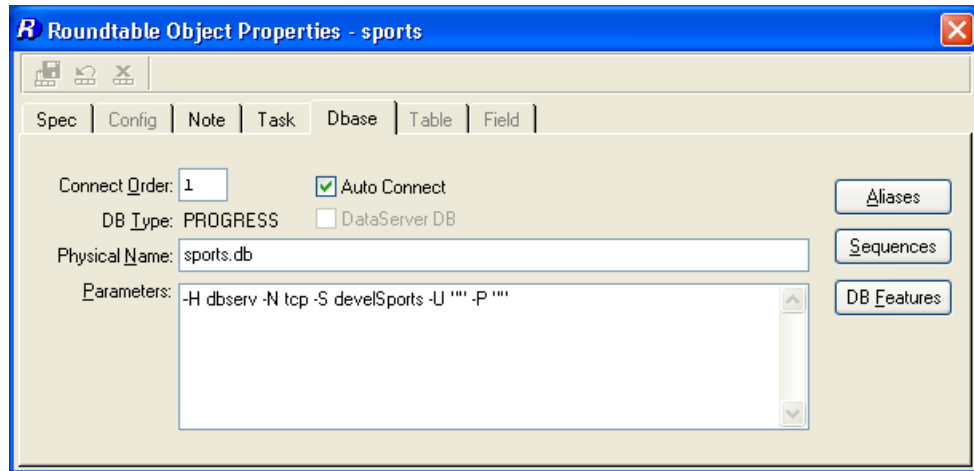 R Roundtable Object Properties - sports
Spec Config Note Task Dbase Table Field
Connect Order: 1 Auto Connect
DB Type: PROGRESS DataServer DB
Physical Name: sports.db
Parameters: -H dbserv -N tcp -S develSports -U "" -P ""
Aliases
Sequences
DB Features